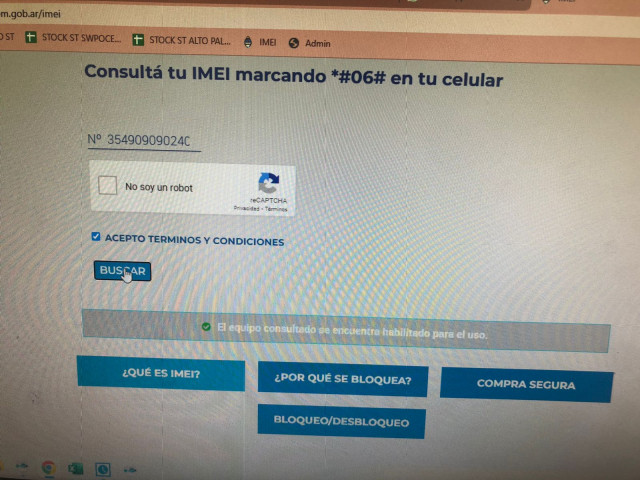 m.gob.ar/imei
O ST STOCK ST SWPOCE... STOCK ST ALTO PAL... IMEI Admin
Consultá tu IMEI marcando *#06# en tu celular
Nº 35490909024C
No soy un robot
reCAPTCHA
Privacidad - Términos
ACEPTO TERMINOS Y CONDICIONES
BUSCAR
El equipo consultado se encuentra habilitado para el uso.
¿QUÉ ES IMEI? ¿POR QUÉ SE BLOQUEA? COMPRA SEGURA
BLOQUEO/DESBLOQUEO